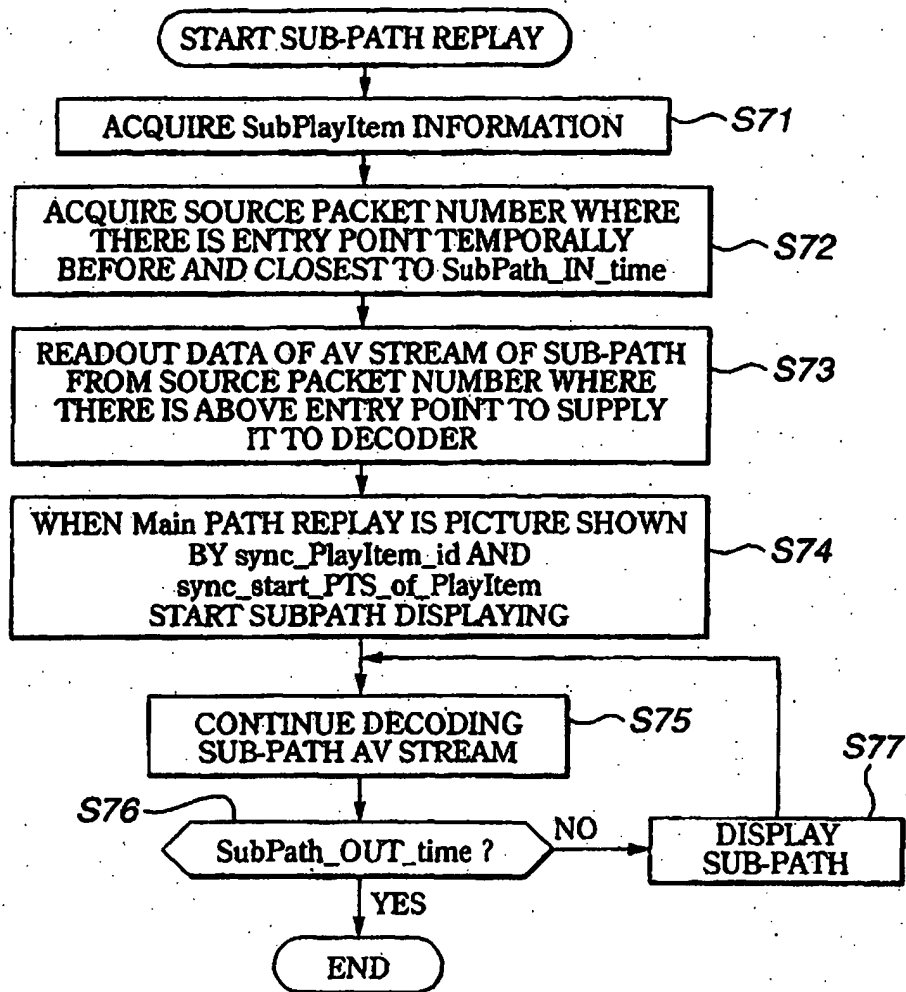 START SUB-PATH REPLAY
ACQUIRE SubPlayItem INFORMATION
S71
ACQUIRE SOURCE PACKET NUMBER WHERE
THERE IS ENTRY POINT TEMPORALLY
BEFORE AND CLOSEST TO SubPath_IN_time
S72
READOUT DATA OF AV STREAM OF SUB-PATH
FROM SOURCE PACKET NUMBER WHERE
THERE IS ABOVE ENTRY POINT TO SUPPLY
IT TO DECODER
S73
WHEN Main PATH REPLAY IS PICTURE SHOWN
BY sync_PlayItem_id AND
sync_start_PTS_of_PlayItem
START SUBPATH DISPLAYING
S74
CONTINUE DECODING
SUB-PATH AV STREAM
S75
S76
SubPath_OUT_time ?
NO
S77
DISPLAY
SUB-PATH
YES
END